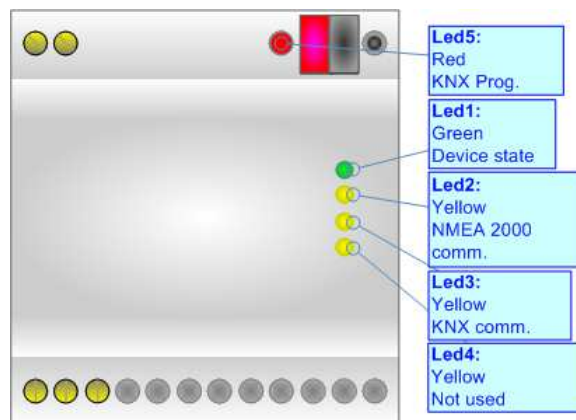 Led5:
Red
KNX Prog.
Led1:
Green
Device state
Led2:
Yellow
NMEA 2000
comm.
Led3:
Yellow
KNX comm.
Led4:
Yellow
Not used